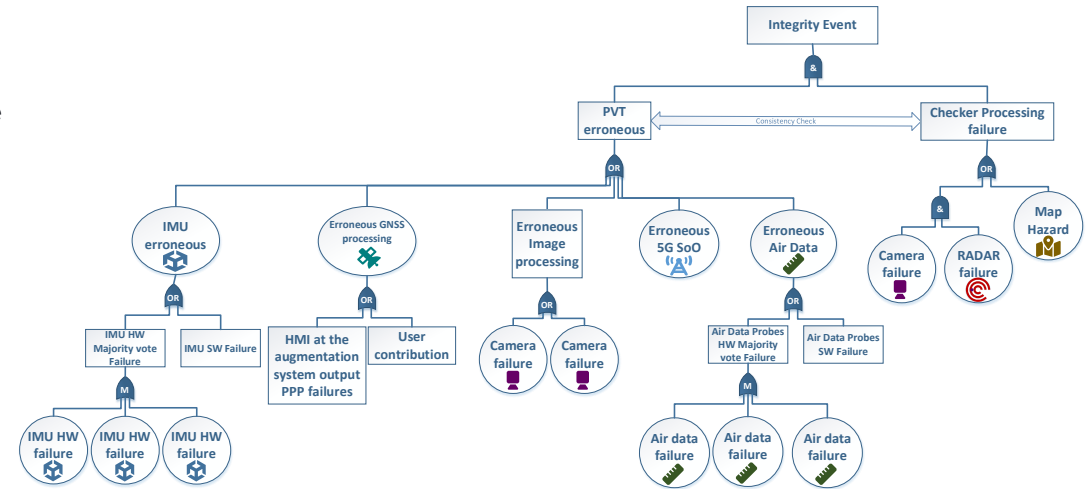 Integrity Event
&
e
PVT
erroneous
Consistency Check
Checker Processing
failure
OR
OR
IMU
erroneous
Erroneous GNSS
processing
Erroneous
Image
processing
Erroneous
5G SoO
Erroneous
Air Data
&
Map
Hazard
Camera
failure
RADAR
failure
OR
OR
OR
OR
IMU HW
Majority vote
Failure
IMU SW Failure
HMI at the
augmentation
system output
PPP failures
User
contribution
Camera
failure
Camera
failure
Air Data Probes
HW Majority
vote Failure
Air Data Probes
SW Failure
M
M
IMU HW
failure
IMU HW
failure
IMU HW
failure
Air data
failure
Air data
failure
Air data
failure